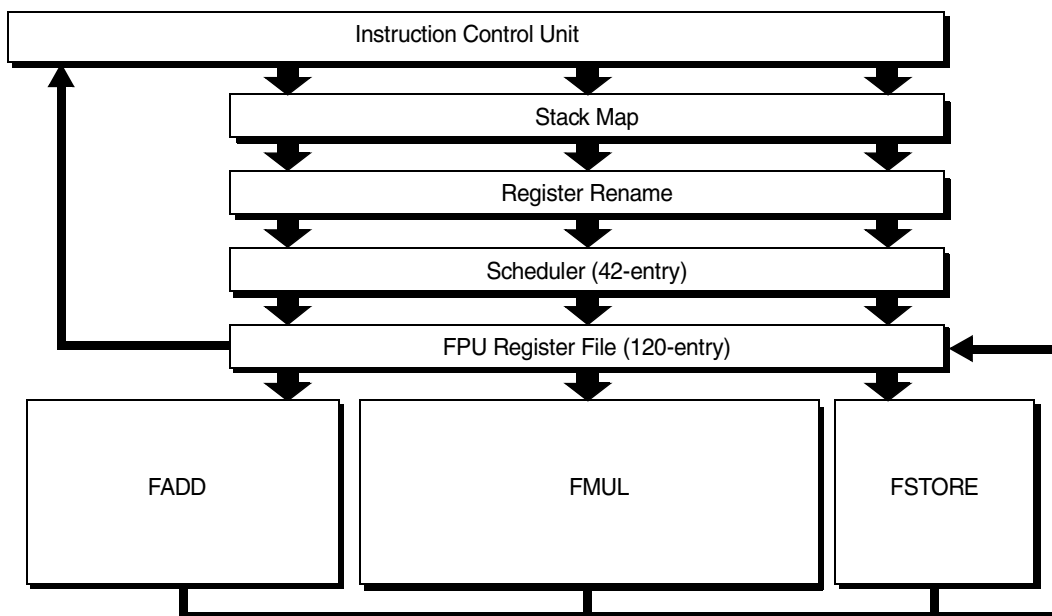 Instruction Control Unit
Stack Map
Register Rename
Scheduler (42-entry)
FPU Register File (120-entry)
FADD
FMUL
FSTORE